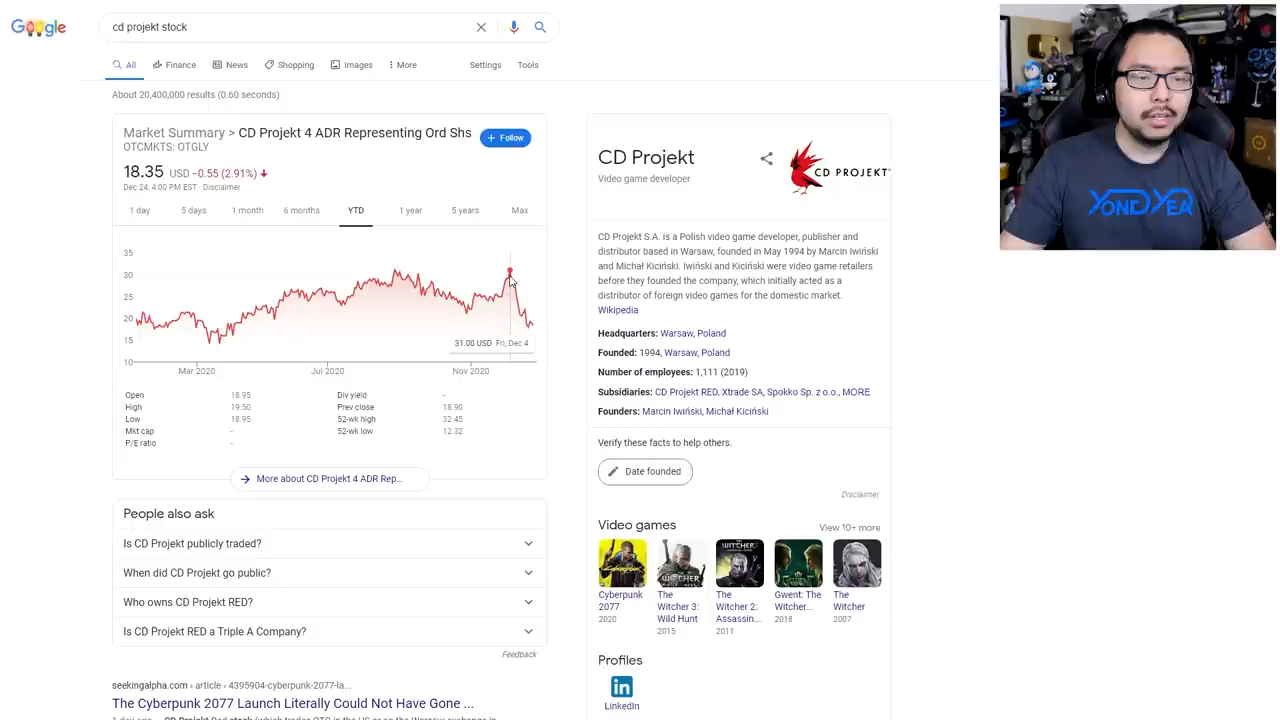 Google
cd projekt stock
All
Finance
News
Shopping
Images
More
Settings
Tools
About 20,400,000 results (0.60 seconds)
Market Summary > CD Projekt 4 ADR Representing Ord Shs
OTCMKTS: OTGLY
Follow
18.35 USD −0.55 (2.91%)
Dec 24, 4:00 PM EST · Disclaimer
1 day
5 days
1 month
6 months
YTD
1 year
5 years
Max
35
30
25
20
15
10
31.00 USD Fri, Dec 4
Mar 2020
Jul 2020
Nov 2020
Open 18.95
High 19.50
Low 18.95
Mkt cap -
P/E ratio -
Div yield -
Prev close 18.90
52-wk high 32.45
52-wk low 12.32
More about CD Projekt 4 ADR Rep...
People also ask
Is CD Projekt publicly traded?
When did CD Projekt go public?
Who owns CD Projekt RED?
Is CD Projekt RED a Triple A Company?
Feedback
seekingalpha.com › article › 4395904-cyberpunk-2077-la...
The Cyberpunk 2077 Launch Literally Could Not Have Gone ...
CD Projekt
Video game developer
CD PROJEKT®
CD Projekt S.A. is a Polish video game developer, publisher and
distributor based in Warsaw, founded in May 1994 by Marcin Iwiński
and Michał Kiciński. Iwiński and Kiciński were video game retailers
before they founded the company, which initially acted as a
distributor of foreign video games for the domestic market.
Wikipedia
Headquarters: Warsaw, Poland
Founded: 1994, Warsaw, Poland
Number of employees: 1,111 (2019)
Subsidiaries: CD Projekt RED, Xtrade SA, Spokko Sp. z o.o., MORE
Founders: Marcin Iwiński, Michał Kiciński
Verify these facts to help others.
Date founded
Disclaimer
Video games
View 10+ more
Cyberpunk
2077
2020
The
Witcher 3:
Wild Hunt
2015
The
Witcher 2:
Assassin...
2011
Gwent: The
Witcher...
2018
The
Witcher
2007
Profiles
LinkedIn
YONGYEA